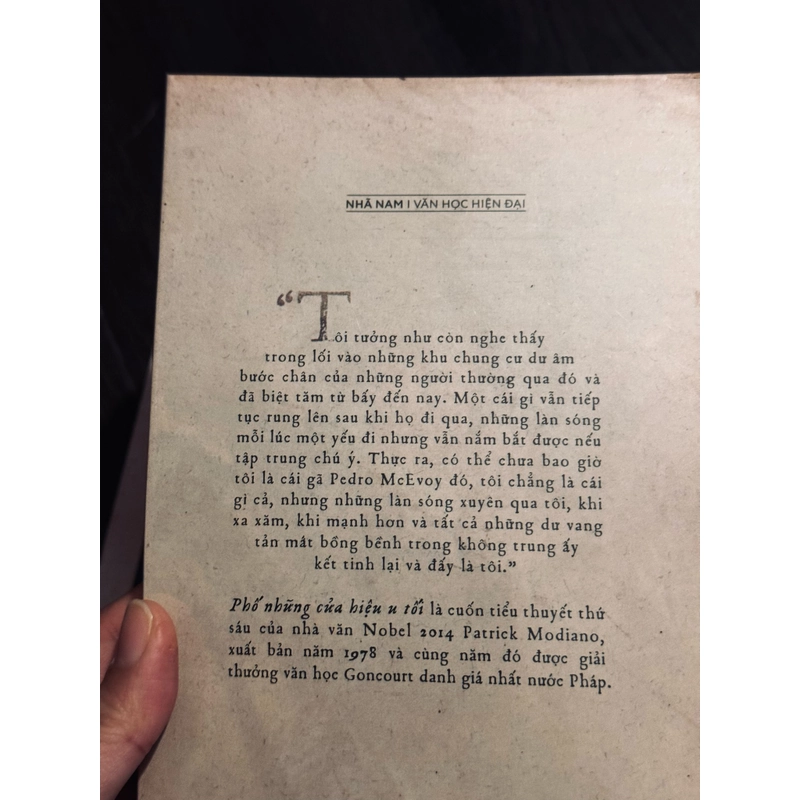 NHÃ NAM | VĂN HỌC HIỆN ĐẠI
“Tôi tưởng như còn nghe thấy
trong lối vào những khu chung cư dư âm
bước chân của những người thường qua đó và
đã biệt tăm từ bấy đến nay. Một cái gì vẫn tiếp
tục rung lên sau khi họ đi qua, những làn sóng
mỗi lúc một yếu đi nhưng vẫn nắm bắt được nếu
tập trung chú ý. Thực ra, có thể chưa bao giờ
tôi là cái gã Pedro McEvoy đó, tôi chẳng là cái
gì cả, nhưng những làn sóng xuyên qua tôi, khi
xa xăm, khi mạnh hơn và tất cả những dư vang
tản mát bồng bềnh trong không trung ấy
kết tinh lại và đấy là tôi.”
Phố những cửa hiệu u tối là cuốn tiểu thuyết thứ
sáu của nhà văn Nobel 2014 Patrick Modiano,
xuất bản năm 1978 và cùng năm đó được giải
thưởng văn học Goncourt danh giá nhất nước Pháp.